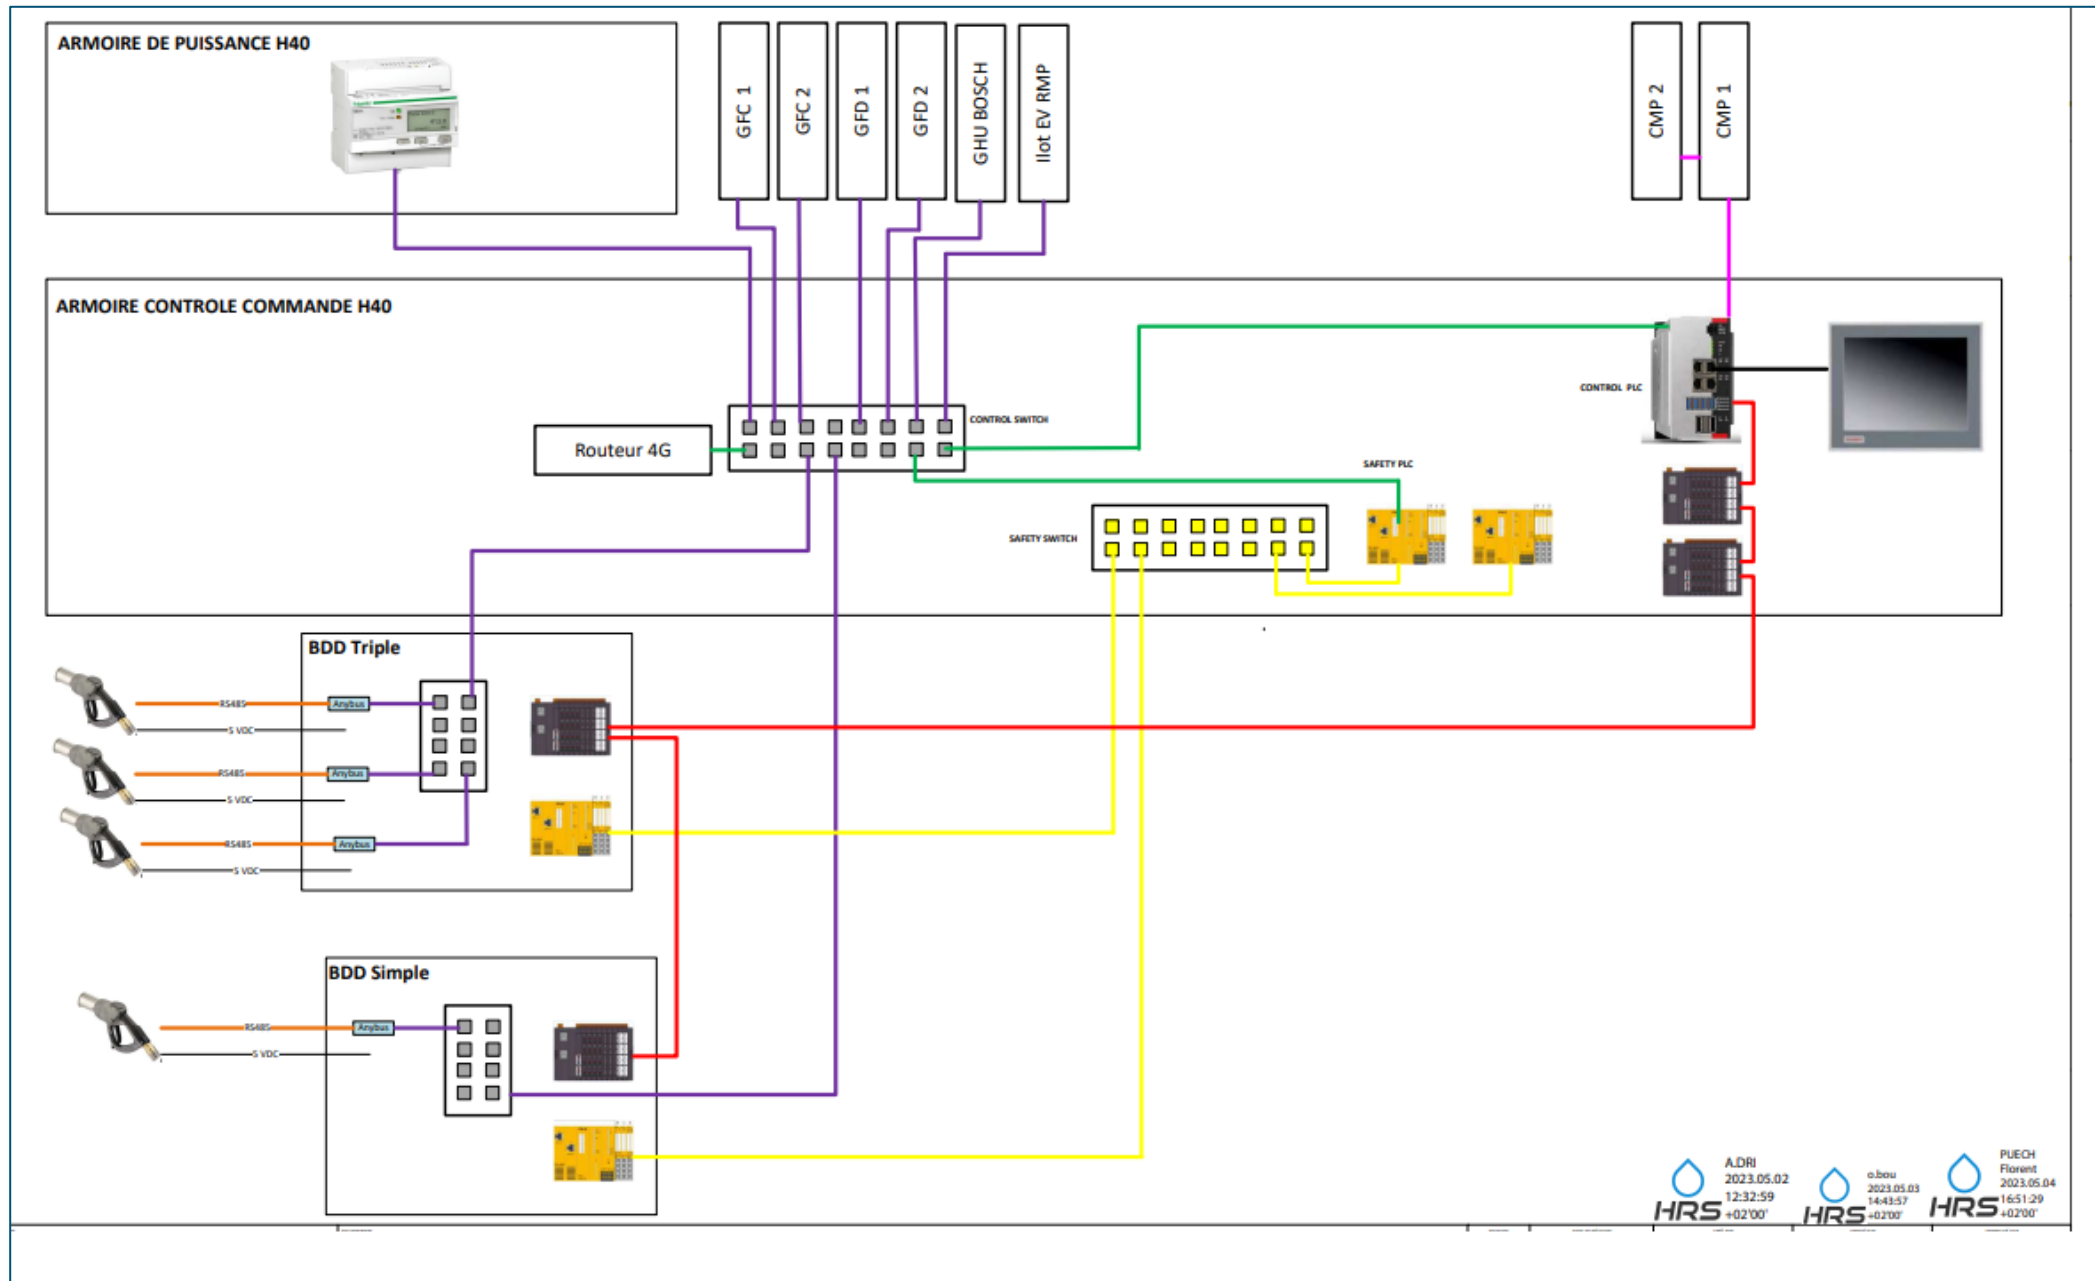 ARMOIRE DE PUISSANCE H40
GFC 1
GFC 2
GFD 1
GFD 2
GHU BOSCH
Ilot EV RMP
CMP 2
CMP 1
ARMOIRE CONTROLE COMMANDE H40
CONTROL PLC
CONTROL SWITCH
Routeur 4G
SAFETY PLC
SAFETY SWITCH
BDD Triple
RS485
Anybus
5 VDC
RS485
Anybus
5 VDC
RS485
Anybus
5 VDC
BDD Simple
RS485
Anybus
5 VDC
HRS
A.DRI
2023.05.02
12:32:59
+02'00'
HRS
o.bou
2023.05.03
14:43:57
+02'00'
HRS
PUECH
Florent
2023.05.04
16:51:29
+02'00'